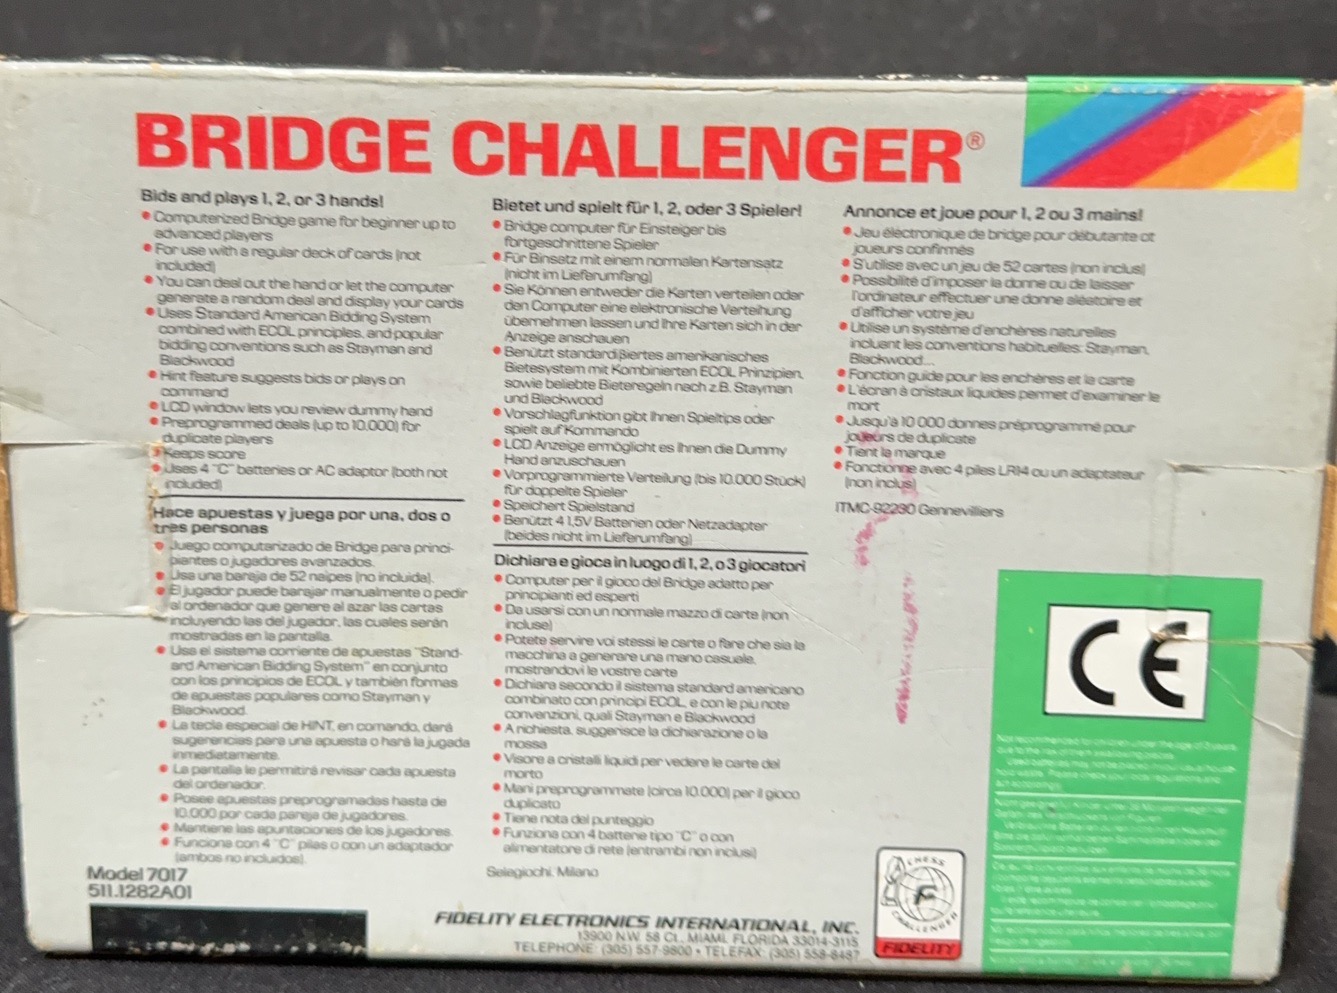 BRIDGE CHALLENGER®
Bids and plays 1, 2, or 3 hands!
• Computerized Bridge game for beginner up to
advanced players
• For use with a regular deck of cards (not
included)
• You can deal out the hand or let the computer
generate a random deal and display your cards
• Uses Standard American Bidding System
combined with ECOL principles, and popular
bidding conventions such as Stayman and
Blackwood
• Hint feature suggests bids or plays on
command
• LCD window lets you review dummy hand
• Preprogrammed deals (up to 10,000) for
duplicate players
• Keeps score
• Uses 4 "C" batteries or AC adaptor (both not
included)
Hace apuestas y juega por una, dos o
tres personas
• Juego computarizado de Bridge para princi-
piantes o jugadores avanzados.
• Usa una baraja de 52 naipes (no incluida).
• El jugador puede barajar manualmente o pedir
al ordenador que genere al azar las cartas
incluyendo las del jugador, las cuales serán
mostradas en la pantalla.
• Usa el sistema corriente de apuestas "Stand-
ard American Bidding System" en conjunto
con los principios de ECOL y también formas
de apuestas populares como Stayman y
Blackwood.
• La tecla especial de HINT, en comando, dará
sugerencias para una apuesta o hará la jugada
inmediatamente.
• La pantalla le permitirá revisar cada apuesta
del ordenador.
• Posee apuestas preprogramadas hasta de
10.000 por cada pareja de jugadores.
• Mantiene las apuntaciones de los jugadores.
• Funciona con 4 "C" pilas o con un adaptador
(ambos no incluidos).
Model 7017
511.1282A01
Bietet und spielt für 1, 2, oder 3 Spieler!
• Bridge computer für Einsteiger bis
fortgeschrittene Spieler
• Für Einsatz mit einem normalen Kartensatz
(nicht im Lieferumfang)
• Sie Können entweder die Karten verteilen oder
den Computer eine elektronische Verteihung
übernehmen lassen und Ihre Karten sich in der
Anzeige anschauen
• Benützt standardißiertes amerikanisches
Bietesystem mit Kombinierten ECOL Prinzipien,
sowie beliebte Bieteregeln nach z.B. Stayman
und Blackwood
• Vorschlagfunktion gibt Ihnen Spieltips oder
spielt auf Kommando
• LCD Anzeige ermöglicht es Ihnen die Dummy
Hand anzuschauen
• Vorprogrammierte Verteilung (bis 10.000 Stück)
für doppelte Spieler
• Speichert Spielstand
• Benützt 4 1,5V Batterien oder Netzadapter
(beides nicht im Lieferumfang)
Dichiara e gioca in luogo di 1, 2, o 3 giocatori
• Computer per il gioco del Bridge adatto per
principianti ed esperti
• Da usarsi con un normale mazzo di carte (non
incluse)
• Potete servire voi stessi le carte o fare che sia la
macchina a generare una mano casuale,
mostrandovi le vostre carte
• Dichiara secondo il sistema standard americano
combinato con principi ECOL, e con le piu note
convenzioni, quali Stayman e Blackwood
• A richiesta, suggerisce la dichiarazione o la
mossa
• Visore a cristalli liquidi per vedere le carte del
morto
• Mani preprogrammate (circa 10.000) per il gioco
duplicato
• Tiene nota del punteggio
• Funziona con 4 batterie tipo "C" o con
alimentatore di rete (entrambi non inclusi)
Selegiochi, Milano
Annonce et joue pour 1, 2 ou 3 mains!
• Jeu éléctronique de bridge pour débutante et
joueurs confirmés
• S'utilise avec un jeu de 52 cartes (non inclus)
• Possibilité d'imposer la donne ou de laisser
l'ordinateur effectuer une donne aléatoire et
d'afficher votre jeu
• Utilise un système d'enchères naturelles
incluant les conventions habituelles: Stayman,
Blackwood...
• Fonction guide pour les enchères et la carte
• L'écran à cristaux liquides permet d'examiner le
mort
• Jusqu'à 10 000 donnes préprogrammé pour
joueurs de duplicate
• Tient la marque
• Fonctionne avec 4 piles LR14 ou un adaptateur
(non inclus)
ITMC-92230 Gennevilliers
CE
Not recommended for children under the age of 3 years
FIDELITY ELECTRONICS INTERNATIONAL, INC.
13900 N.W. 58 Ct., MIAMI, FLORIDA 33014-3115
TELEPHONE: (305) 557-9800 • TELEFAX: (305) 558-8487
CHESS
F
CHALLENGER
FIDELITY